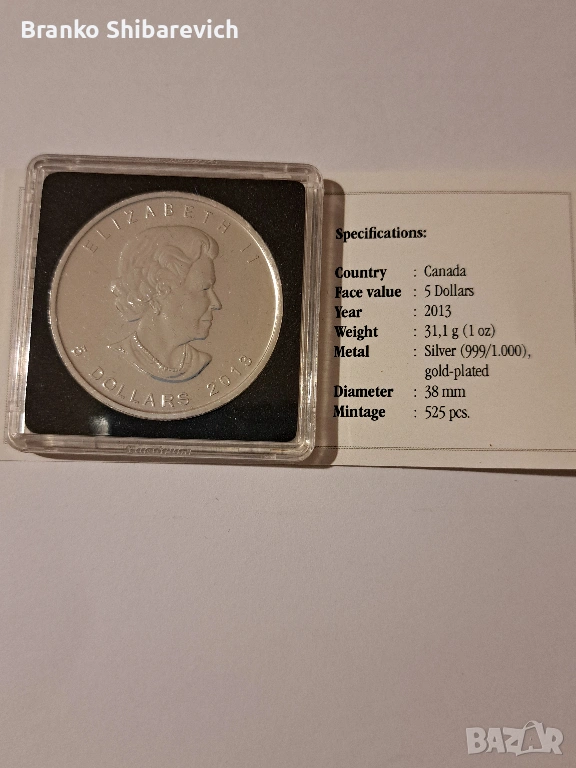 Branko Shibarevich
ELIZABETH II
5 DOLLARS 2013
Specifications:
Country : Canada
Face value : 5 Dollars
Year : 2013
Weight : 31,1 g (1 oz)
Metal : Silver (999/1.000),
gold-plated
Diameter : 38 mm
Mintage : 525 pcs.
BAZAR